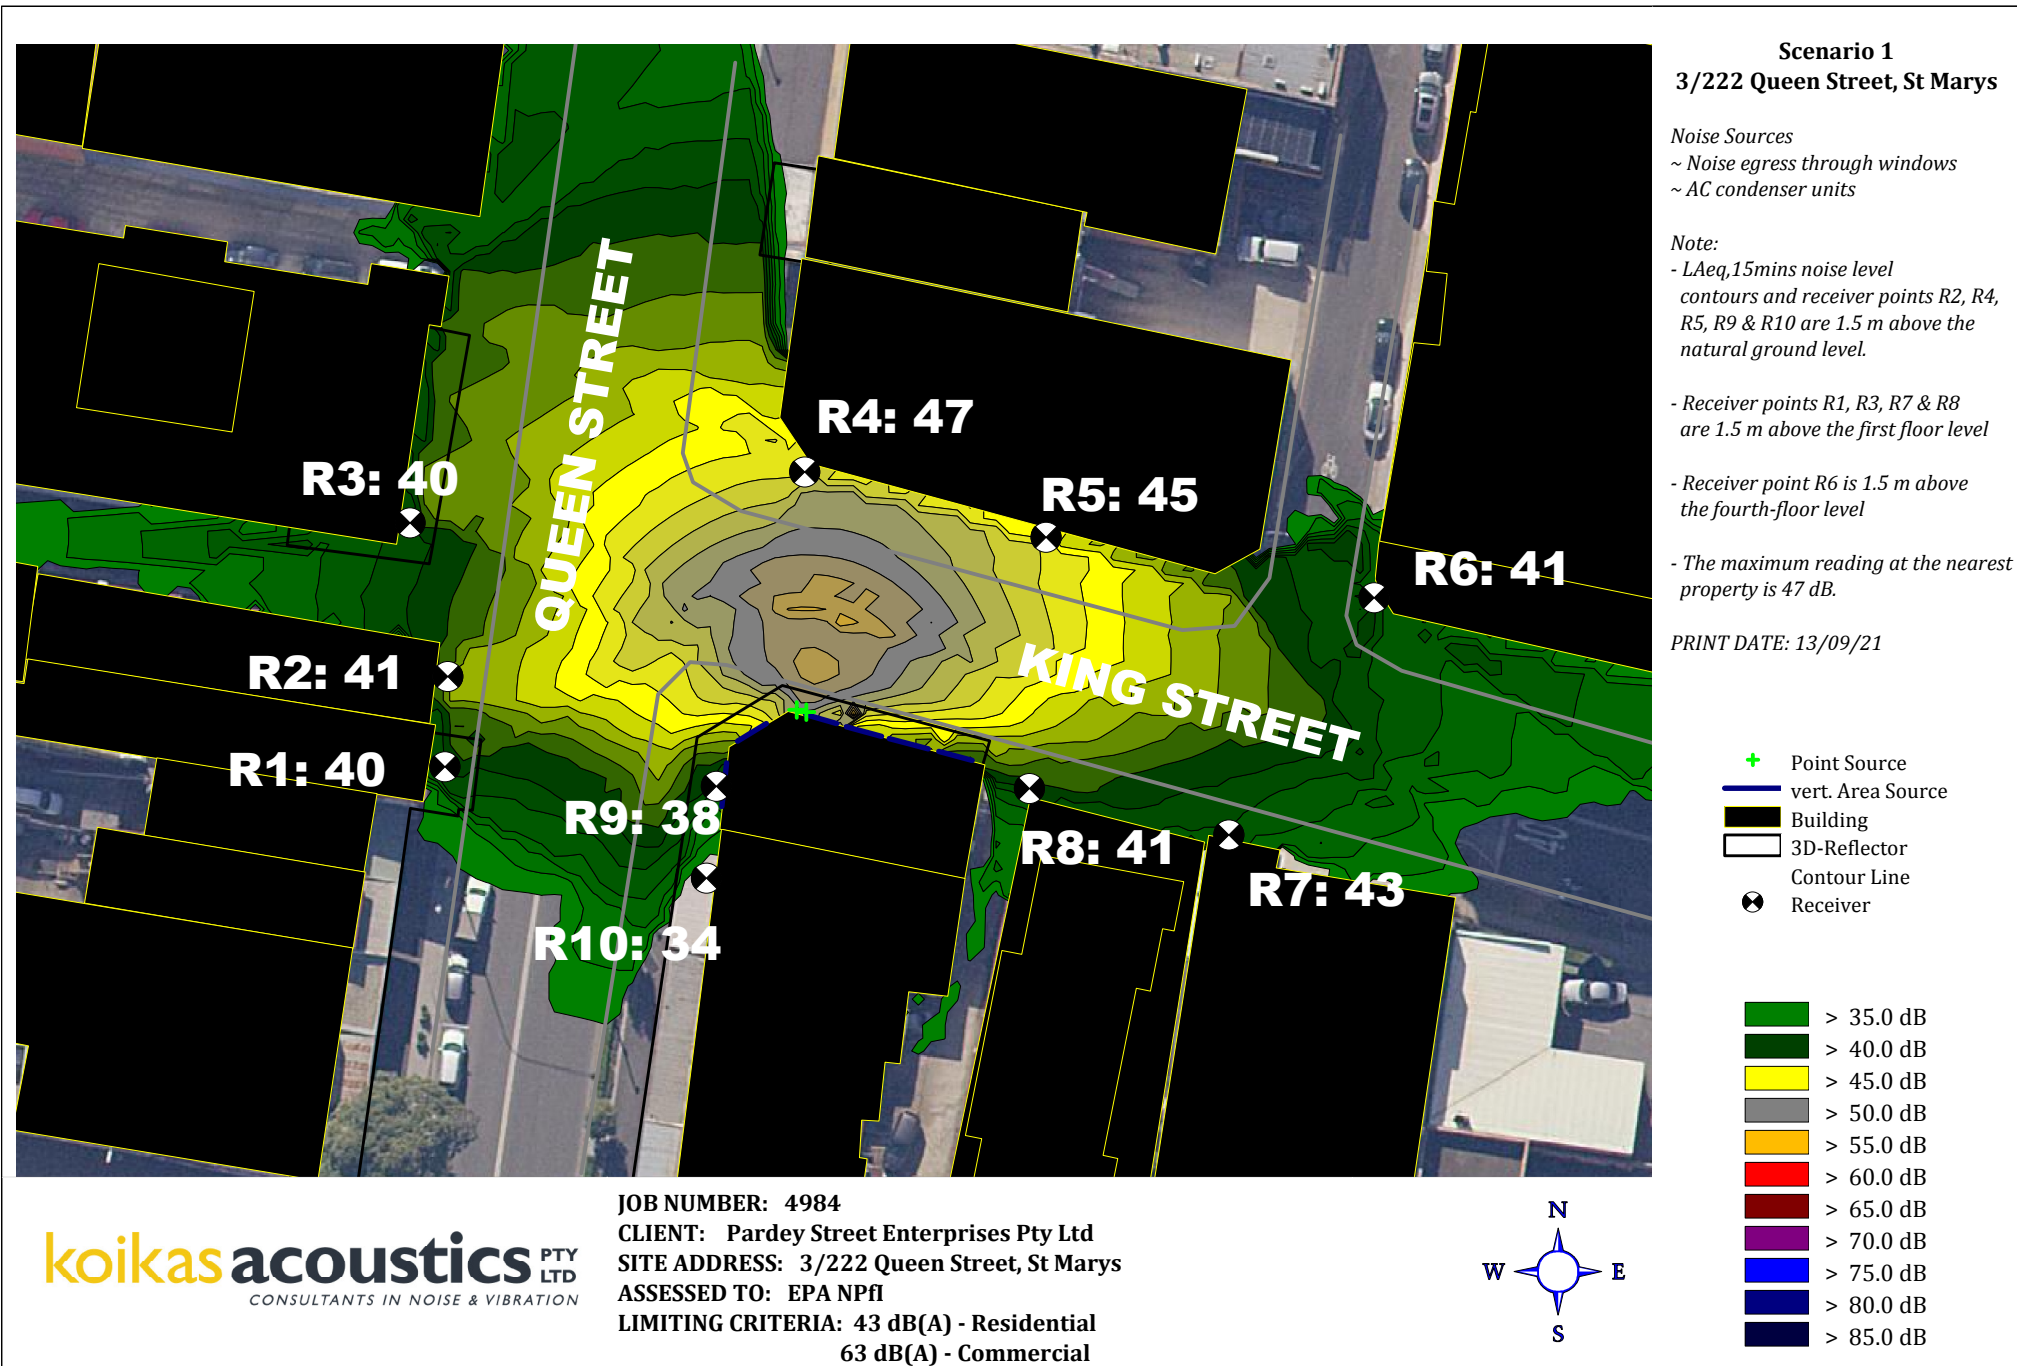 Scenario 1
3/222 Queen Street, St Marys
Noise Sources
~ Noise egress through windows
~ AC condenser units
Note:
- LAeq,15mins noise level
contours and receiver points R2, R4,
R5, R9 & R10 are 1.5 m above the
natural ground level.
- Receiver points R1, R3, R7 & R8
are 1.5 m above the first floor level
- Receiver point R6 is 1.5 m above
the fourth-floor level
- The maximum reading at the nearest
property is 47 dB.
PRINT DATE: 13/09/21
QUEEN STREET
R4: 47
R3: 40
R5: 45
R6: 41
R2: 41
KING STREET
R1: 40
R9: 38
R8: 41
R7: 43
R10: 34
40
Point Source
vert. Area Source
Building
3D-Reflector
Contour Line
Receiver
> 35.0 dB
> 40.0 dB
> 45.0 dB
> 50.0 dB
> 55.0 dB
> 60.0 dB
> 65.0 dB
> 70.0 dB
> 75.0 dB
> 80.0 dB
> 85.0 dB
koikas acoustics PTY LTD
CONSULTANTS IN NOISE & VIBRATION
JOB NUMBER: 4984
CLIENT: Pardey Street Enterprises Pty Ltd
SITE ADDRESS: 3/222 Queen Street, St Marys
ASSESSED TO: EPA NPfI
LIMITING CRITERIA: 43 dB(A) - Residential
63 dB(A) - Commercial
N
W E
S